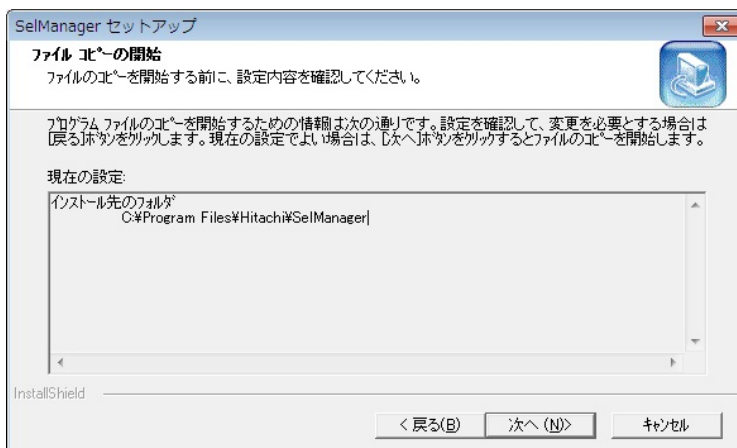 SelManager セットアップ
ファイル コピーの開始
ファイルのコピーを開始する前に、設定内容を確認してください。
プログラム ファイルのコピーを開始するための情報は次の通りです。設定を確認して、変更を必要とする場合は
[戻る]ボタンをクリックします。現在の設定でよい場合は、[次へ]ボタンをクリックするとファイルのコピーを開始します。
現在の設定:
インストール先のフォルダ
C:¥Program Files¥Hitachi¥SelManager
InstallShield
< 戻る(B)
次へ (N)>
キャンセル